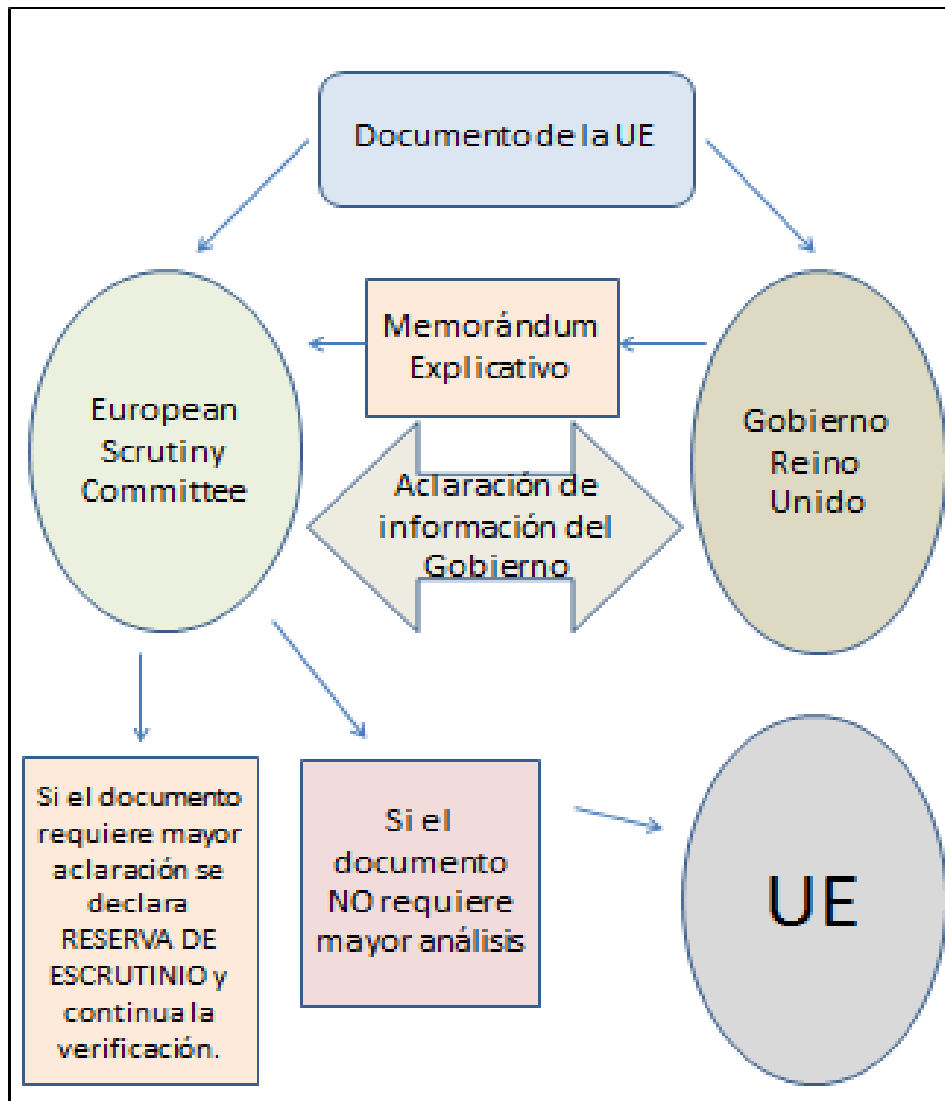 Documento de la UE
Memorándum
Explicativo
European
Scrutiny
Committee
Gobierno
Reino
Unido
Aclaración de
información del
Gobierno
Si el documento
requiere mayor
aclaración se
declara
RESERVA DE
ESCRUTINIO y
continua la
verificación.
Si el
documento
NO requiere
mayor análisis
UE